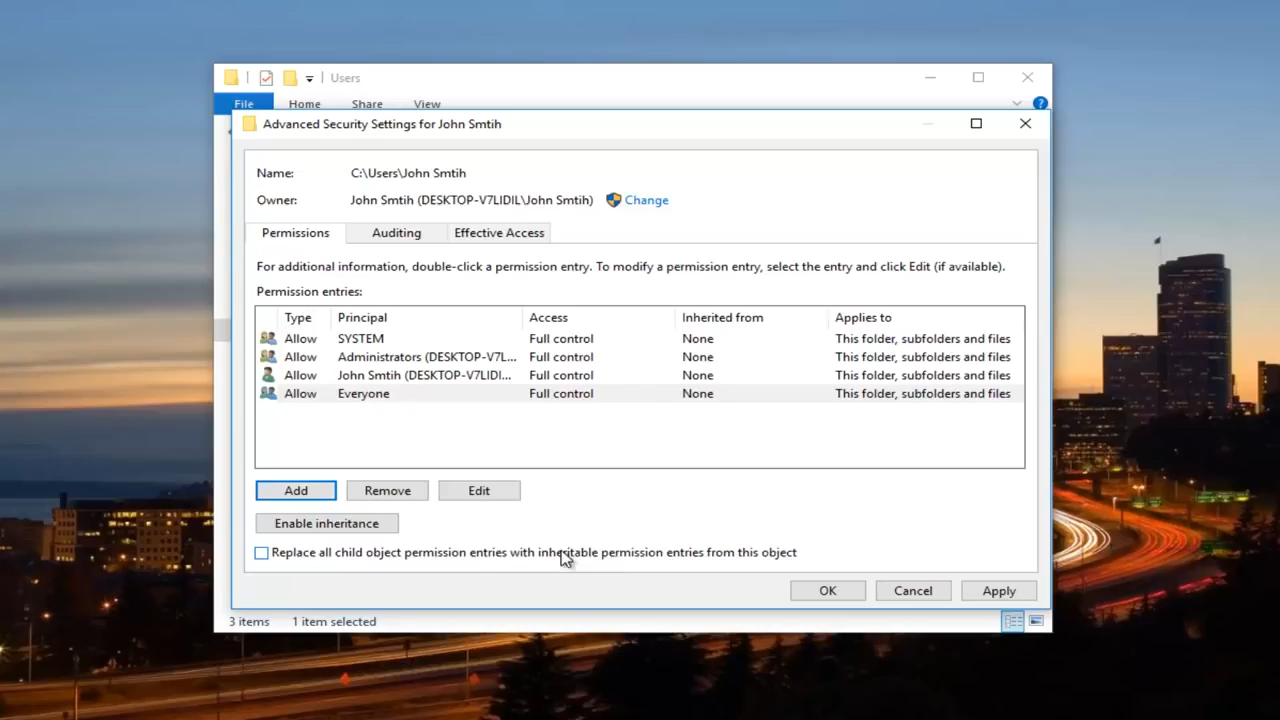 Users
File Home Share View
Advanced Security Settings for John Smtih
Name: C:\Users\John Smtih
Owner: John Smtih (DESKTOP-V7LIDIL\John Smtih) Change
Permissions Auditing Effective Access
For additional information, double-click a permission entry. To modify a permission entry, select the entry and click Edit (if available).
Permission entries:
Type Principal Access Inherited from Applies to
Allow SYSTEM Full control None This folder, subfolders and files
Allow Administrators (DESKTOP-V7L... Full control None This folder, subfolders and files
Allow John Smtih (DESKTOP-V7LIDI... Full control None This folder, subfolders and files
Allow Everyone Full control None This folder, subfolders and files
Add Remove Edit
Enable inheritance
Replace all child object permission entries with inheritable permission entries from this object
OK Cancel Apply
3 items 1 item selected